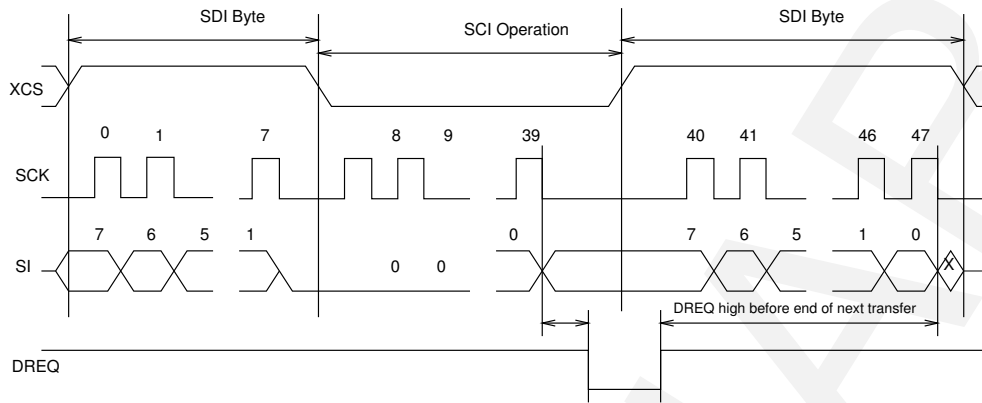 SDI Byte
SCI Operation
SDI Byte
XCS
0 1 7 8 9 39 40 41 46 47
SCK
7 6 5 1 0 7 6 5 1 0
SI
0 0
X
DREQ high before end of next transfer
DREQ